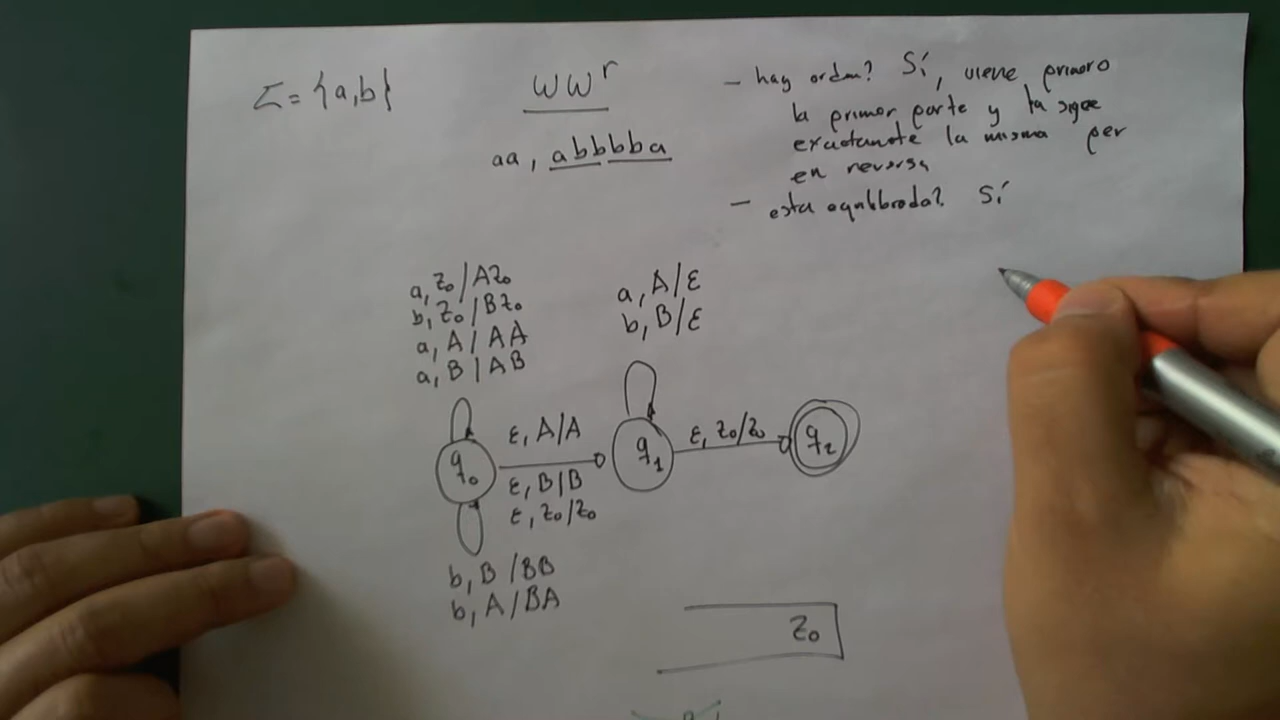 Σ = {a,b}
ww^r
aa, abbbba
- hay orden? Sí, viene primero
la primer parte y la sigue
exactamente la misma per
en reversa
- esta equilibrada? Sí
a, Z₀/AZ₀
b, Z₀/BZ₀
a, A/AA
a, B/AB
a, A/ε
b, B/ε
ε, A/A
ε, B/B
ε, Z₀/Z₀
ε, Z₀/Z₀
q₀
q₁
q₂
b, B/BB
b, A/BA
Z₀